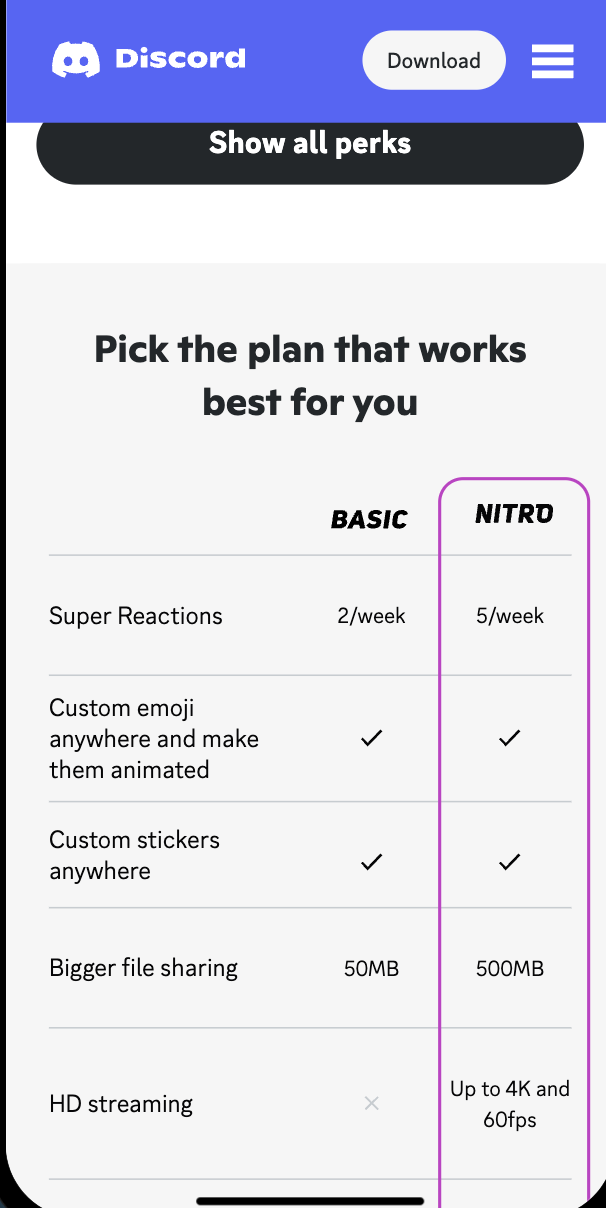 Discord
Download
Show all perks
Pick the plan that works
best for you
BASIC
NITRO
Super Reactions
2/week
5/week
Custom emoji
anywhere and make
them animated
Custom stickers
anywhere
Bigger file sharing
50MB
500MB
HD streaming
Up to 4K and
60fps